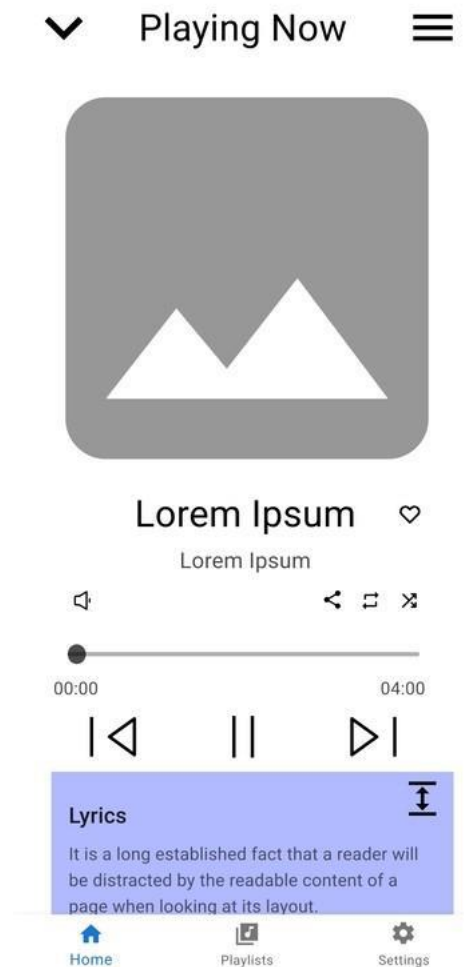 Playing Now
Lorem Ipsum
Lorem Ipsum
00:00 04:00
Lyrics
It is a long established fact that a reader will
be distracted by the readable content of a
page when looking at its layout.
Home Playlists Settings